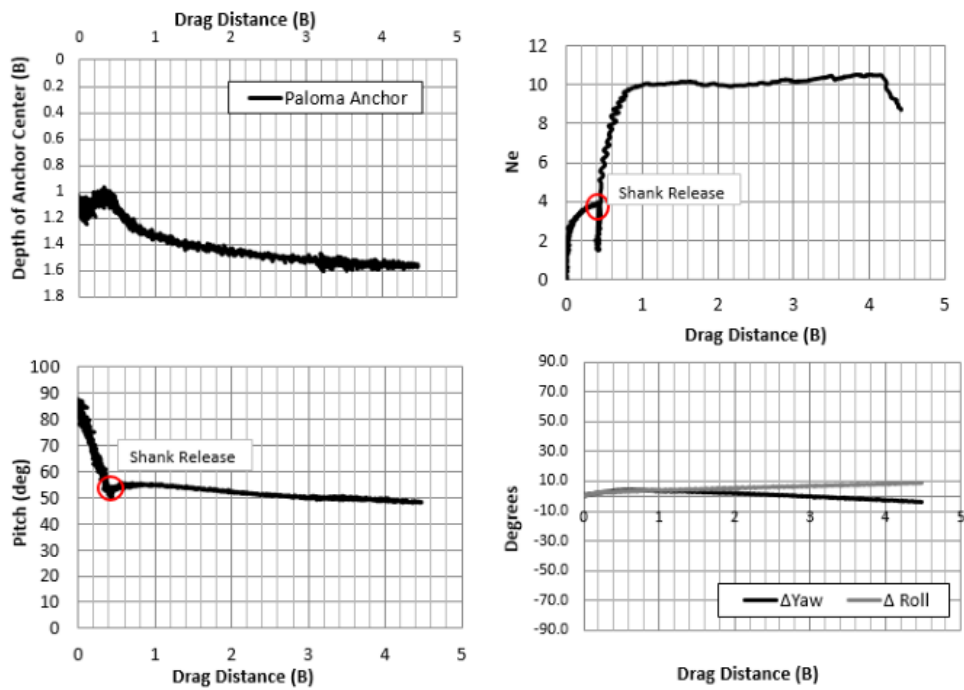 Drag Distance (B)
0 1 2 3 4 5
0
0.2
0.4
0.6
0.8
1
1.2
1.4
1.6
1.8
Depth of Anchor Center (B)
Paloma Anchor
12
10
8
6
4
2
0
Ne
Shank Release
0 1 2 3 4 5
Drag Distance (B)
100
90
80
70
60
50
40
30
20
10
0
Pitch (deg)
Shank Release
0 1 2 3 4 5
Drag Distance (B)
90.0
70.0
50.0
30.0
10.0
-10.0
-30.0
-50.0
-70.0
-90.0
Degrees
0 1 2 3 4 5
ΔYaw Δ Roll
Drag Distance (B)